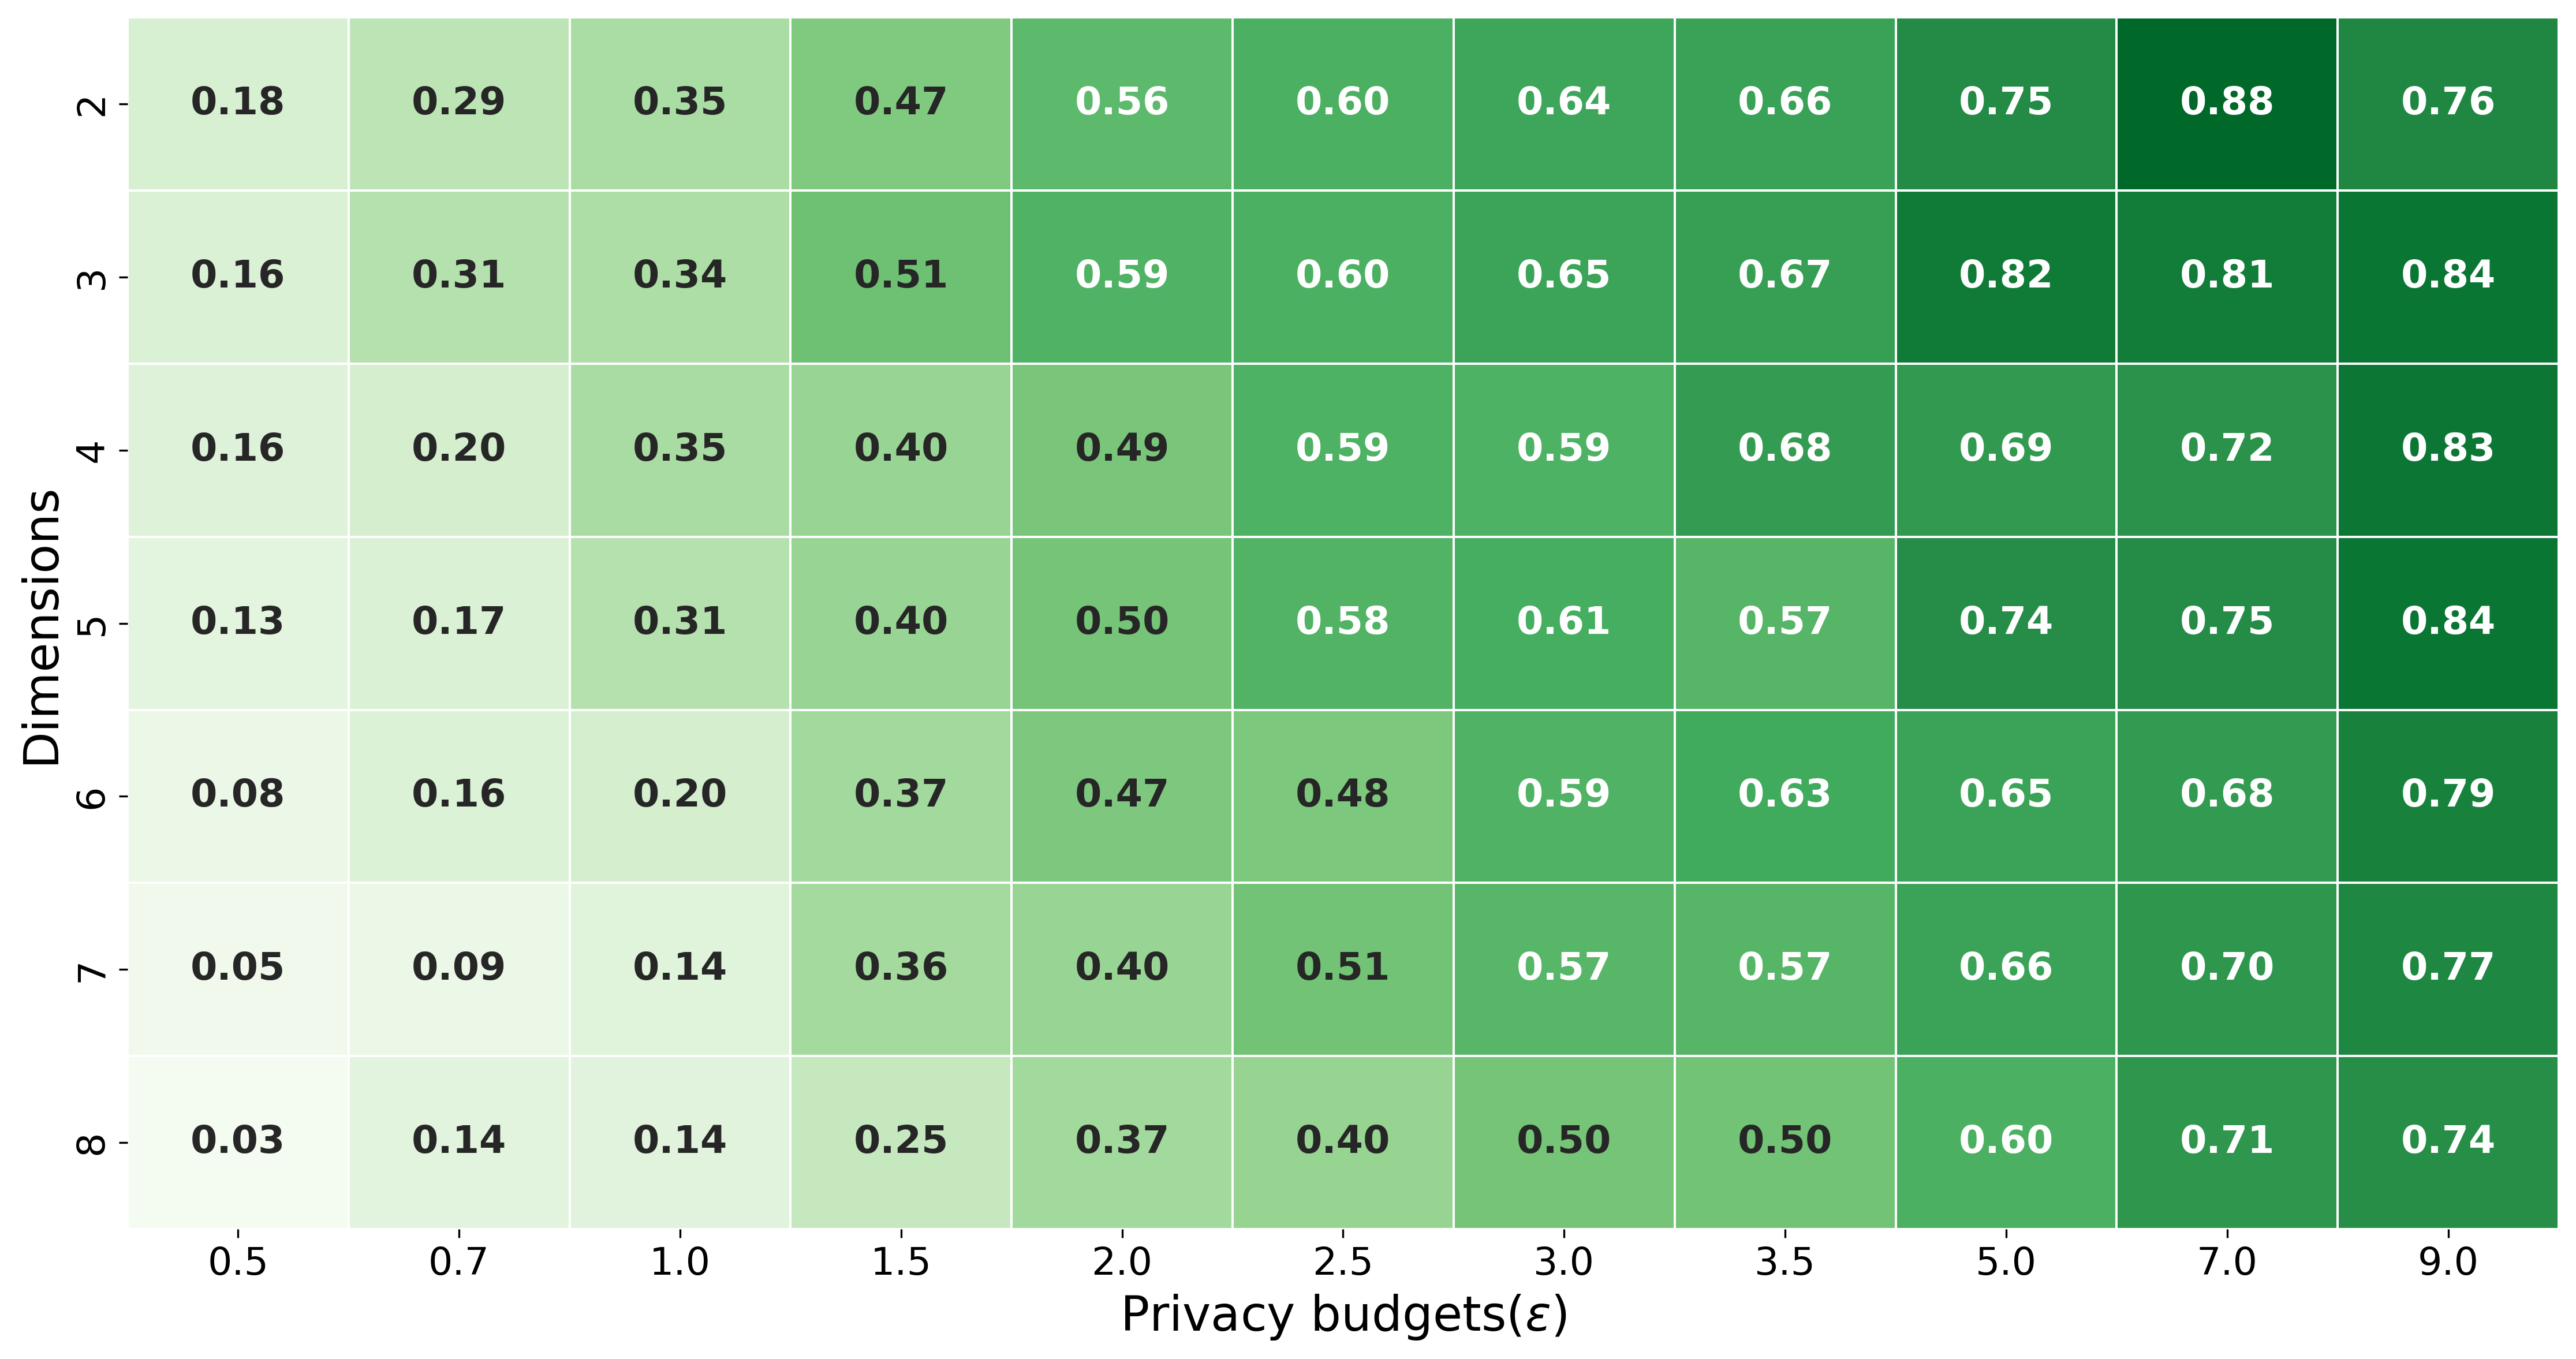 2 0.18 0.29 0.35 0.47 0.56 0.60 0.64 0.66 0.75 0.88 0.76
3 0.16 0.31 0.34 0.51 0.59 0.60 0.65 0.67 0.82 0.81 0.84
4 0.16 0.20 0.35 0.40 0.49 0.59 0.59 0.68 0.69 0.72 0.83
Dimensions
5 0.13 0.17 0.31 0.40 0.50 0.58 0.61 0.57 0.74 0.75 0.84
6 0.08 0.16 0.20 0.37 0.47 0.48 0.59 0.63 0.65 0.68 0.79
7 0.05 0.09 0.14 0.36 0.40 0.51 0.57 0.57 0.66 0.70 0.77
8 0.03 0.14 0.14 0.25 0.37 0.40 0.50 0.50 0.60 0.71 0.74
0.5 0.7 1.0 1.5 2.0 2.5 3.0 3.5 5.0 7.0 9.0
Privacy budgets(ε)